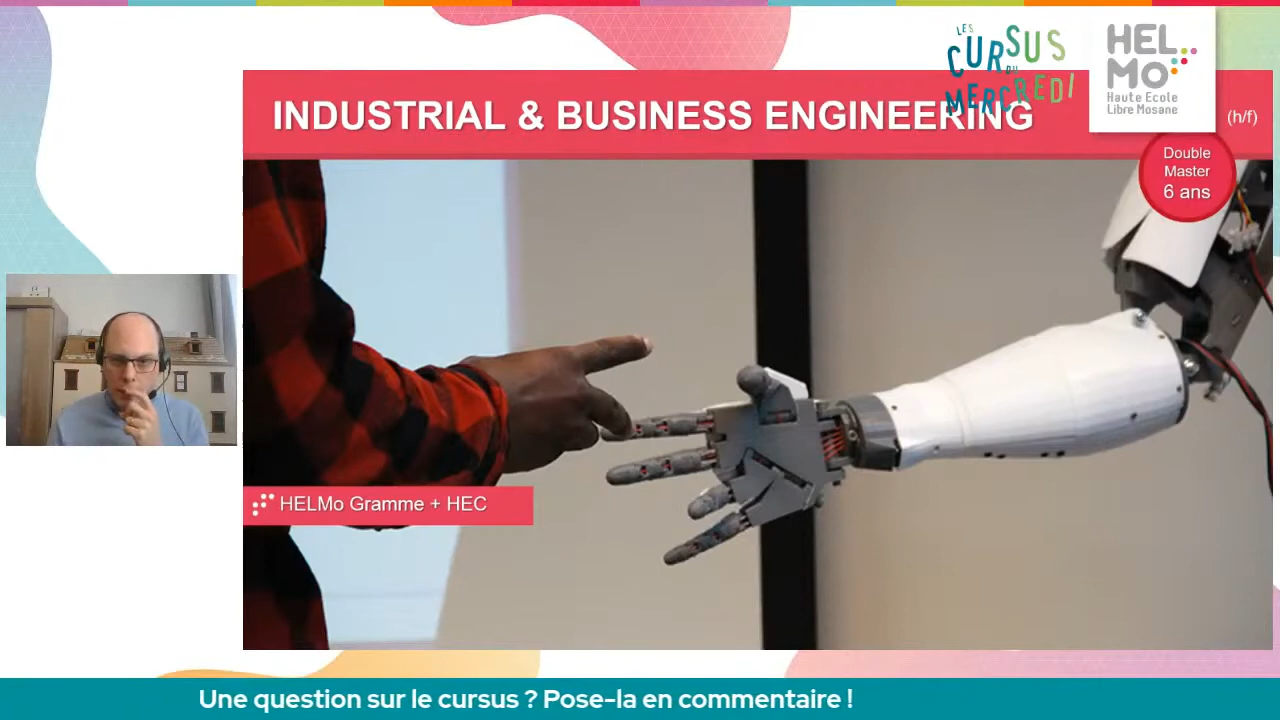 LES
CURSUS
DU
MERCREDI
HEL
MO
Haute Ecole
Libre Mosane
INDUSTRIAL & BUSINESS ENGINEERING
(h/f)
Double
Master
6 ans
HELMo Gramme + HEC
Une question sur le cursus ? Pose-la en commentaire !